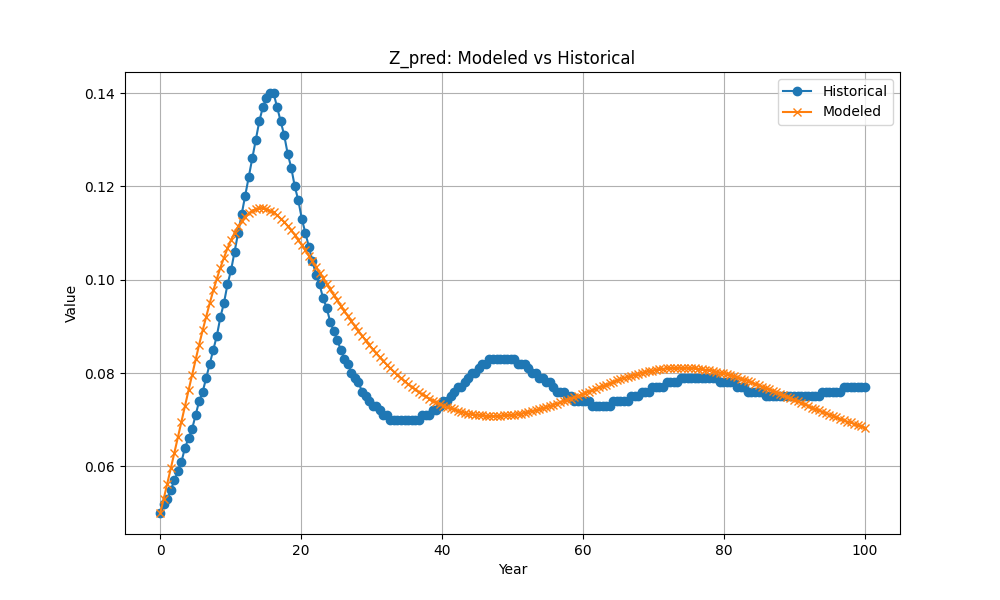 Z_pred: Modeled vs Historical
Historical
Modeled
0.14
0.12
0.10
0.08
0.06
Value
0
20
40
60
80
100
Year